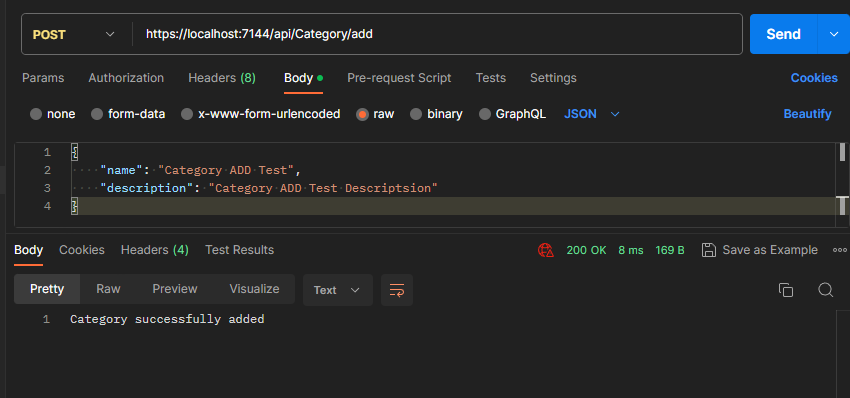 POST https://localhost:7144/api/Category/add Send
Params Authorization Headers (8) Body Pre-request Script Tests Settings Cookies
none form-data x-www-form-urlencoded raw binary GraphQL JSON Beautify
1 {
2 "name": "Category ADD Test",
3 "description": "Category ADD Test Descriptsion"
4 }
Body Cookies Headers (4) Test Results 200 OK 8 ms 169 B Save as Example
Pretty Raw Preview Visualize Text
1 Category successfully added